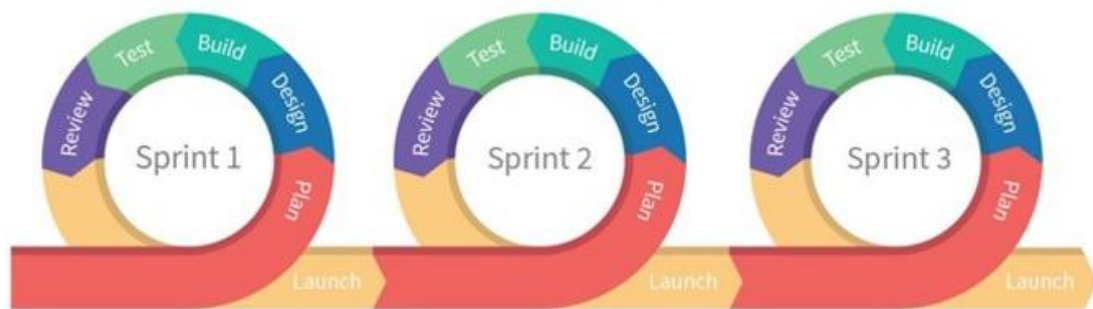 Sprint 1
Plan
Design
Build
Test
Review
Launch
Sprint 2
Plan
Design
Build
Test
Review
Launch
Sprint 3
Plan
Design
Build
Test
Review
Launch